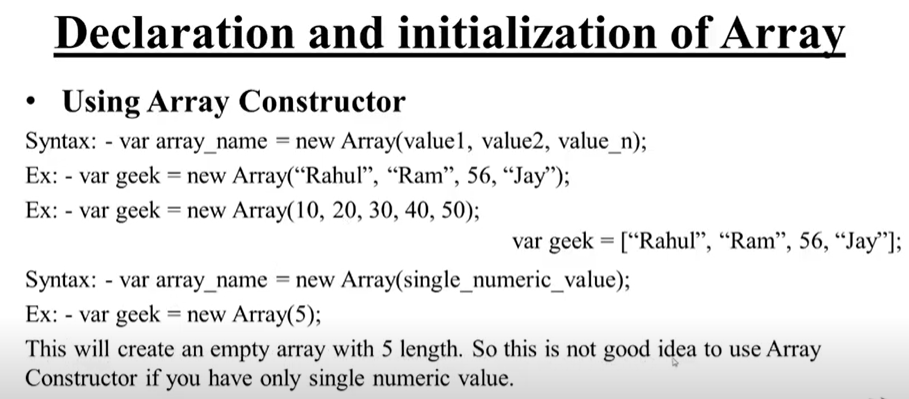 Declaration and initialization of Array
• Using Array Constructor
Syntax: - var array_name = new Array(value1, value2, value_n);
Ex: - var geek = new Array(“Rahul”, “Ram”, 56, “Jay”);
Ex: - var geek = new Array(10, 20, 30, 40, 50);
var geek = [“Rahul”, “Ram”, 56, “Jay”];
Syntax: - var array_name = new Array(single_numeric_value);
Ex: - var geek = new Array(5);
This will create an empty array with 5 length. So this is not good idea to use Array
Constructor if you have only single numeric value.